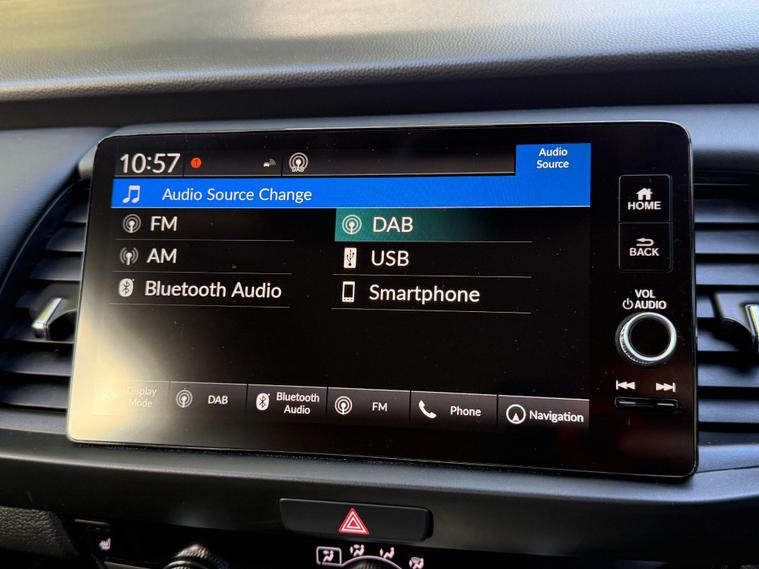 10:57
DAB
Audio
Source
Audio Source Change
FM
DAB
AM
USB
Bluetooth Audio
Smartphone
HOME
BACK
VOL
AUDIO
Display
Mode
DAB
Bluetooth
Audio
FM
Phone
Navigation